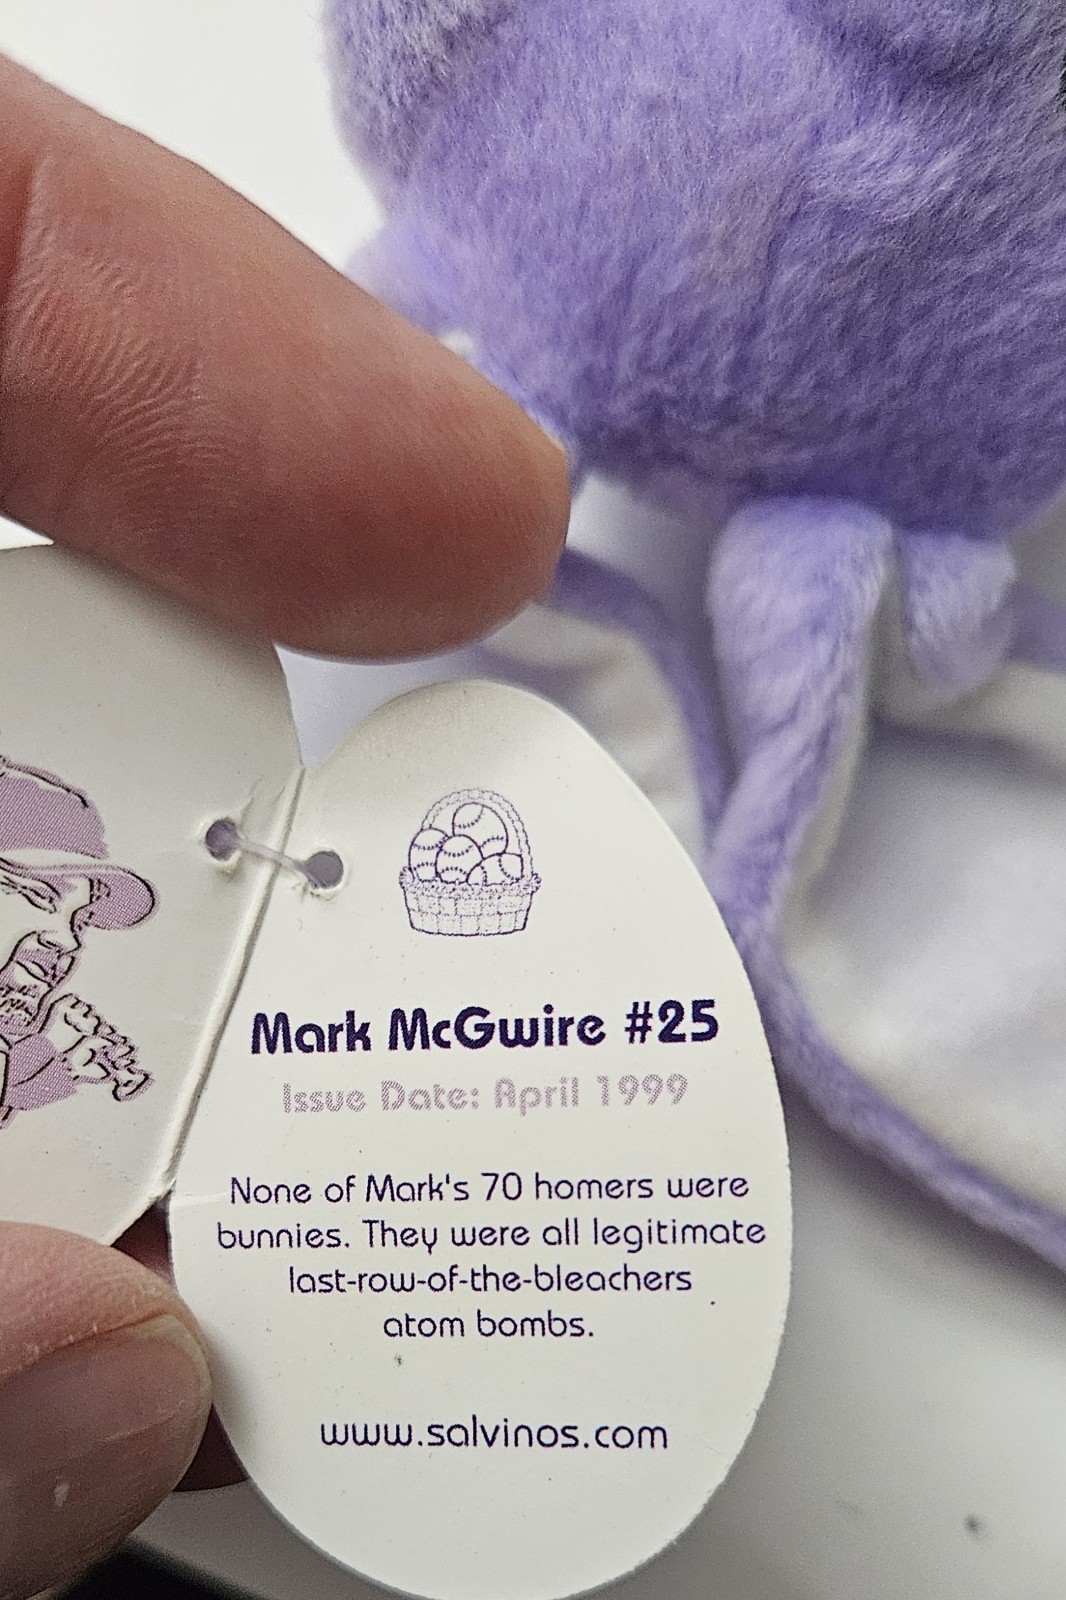 Mark McGwire #25
Issue Date: April 1999
None of Mark's 70 homers were
bunnies. They were all legitimate
last-row-of-the-bleachers
atom bombs.
www.salvinos.com